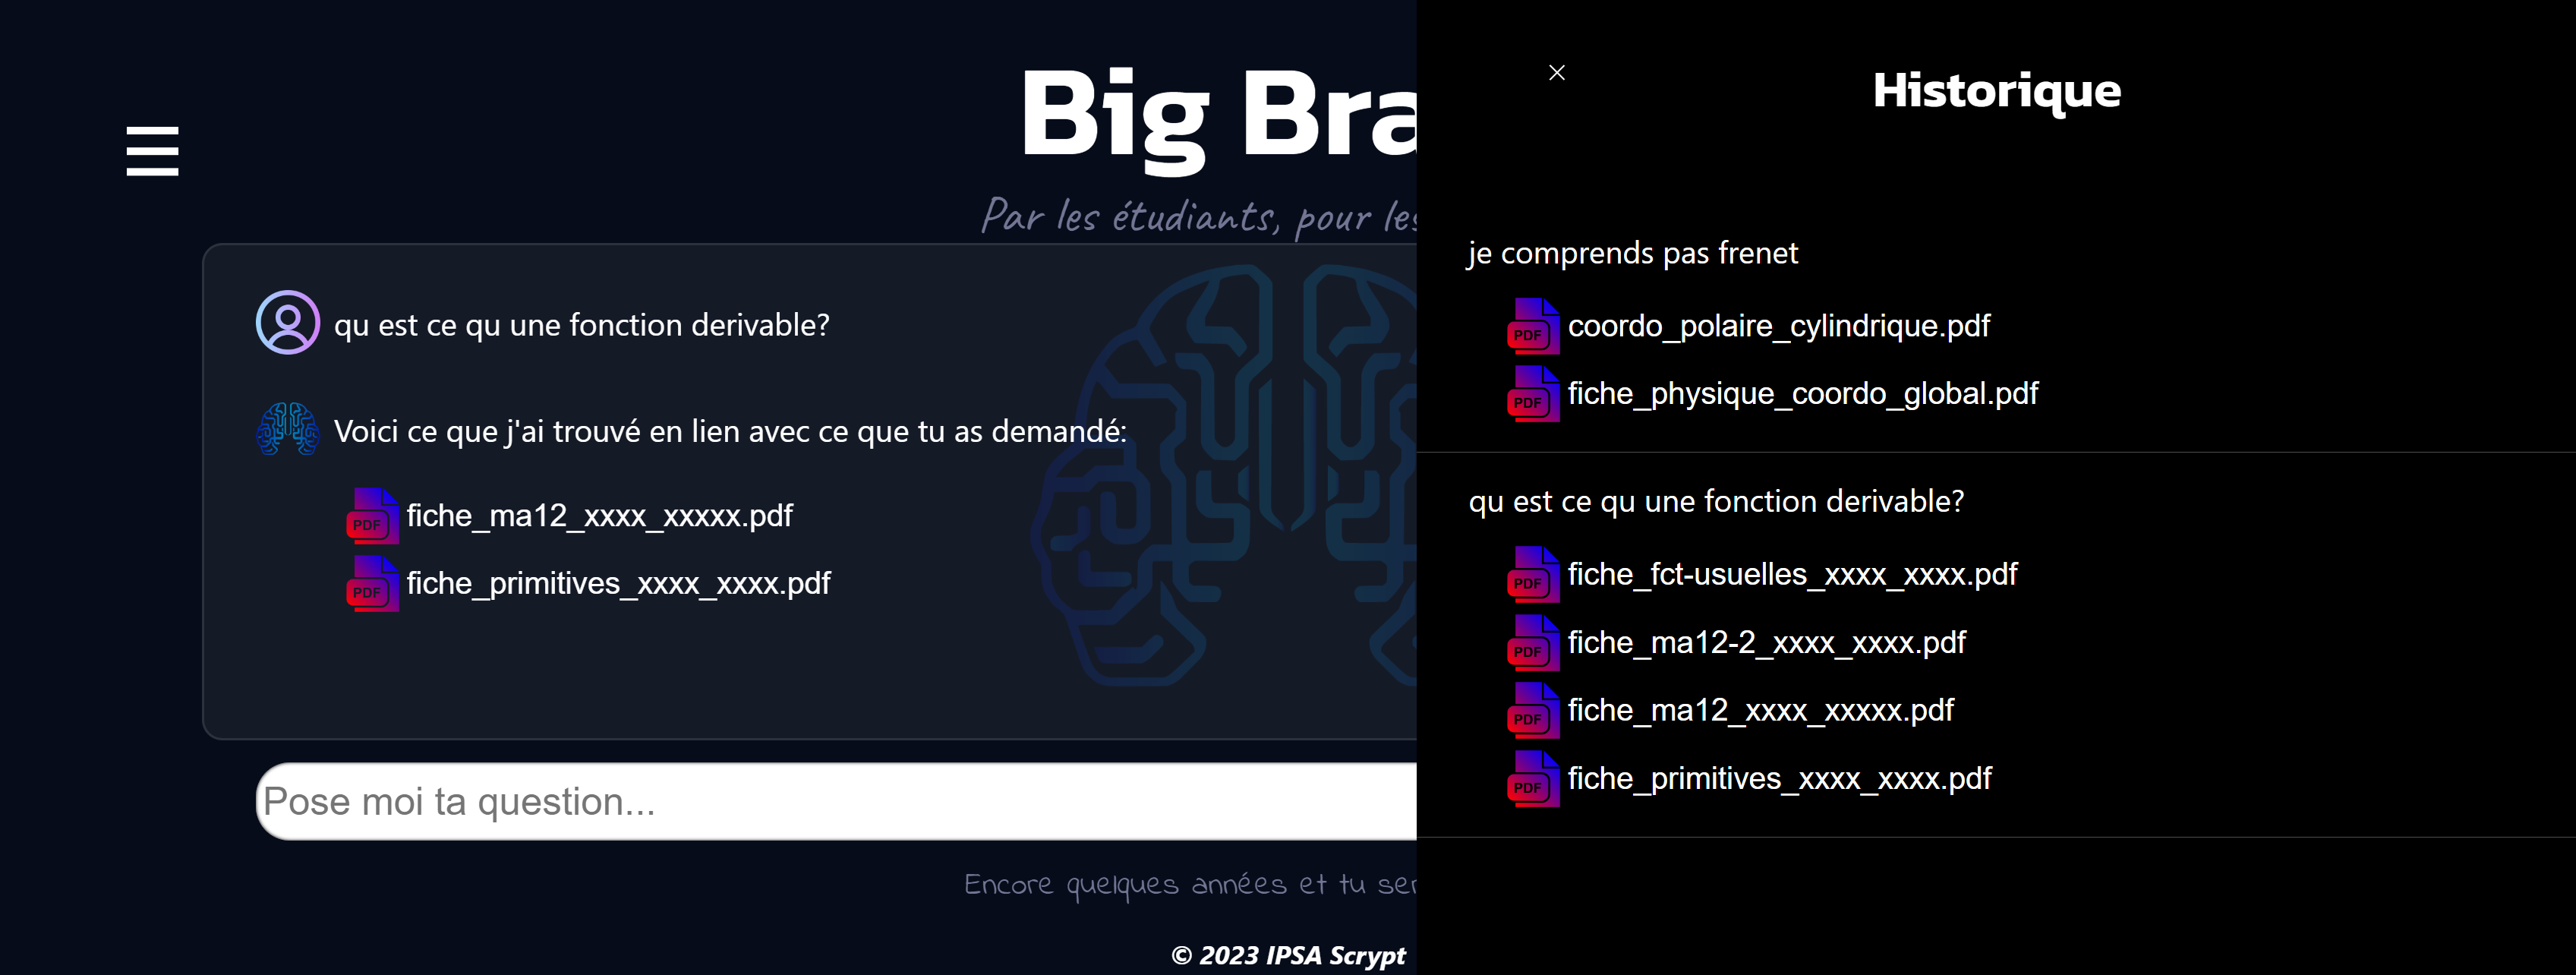 Big Bra
Par les étudiants, pour les
qu est ce qu une fonction derivable?
Voici ce que j'ai trouvé en lien avec ce que tu as demandé:
PDF fiche_ma12_xxxx_xxxxx.pdf
PDF fiche_primitives_xxxx_xxxx.pdf
Pose moi ta question...
Encore quelques années et tu ser
© 2023 IPSA Scrypt
Historique
je comprends pas frenet
PDF coordo_polaire_cylindrique.pdf
PDF fiche_physique_coordo_global.pdf
qu est ce qu une fonction derivable?
PDF fiche_fct-usuelles_xxxx_xxxx.pdf
PDF fiche_ma12-2_xxxx_xxxx.pdf
PDF fiche_ma12_xxxx_xxxxx.pdf
PDF fiche_primitives_xxxx_xxxx.pdf